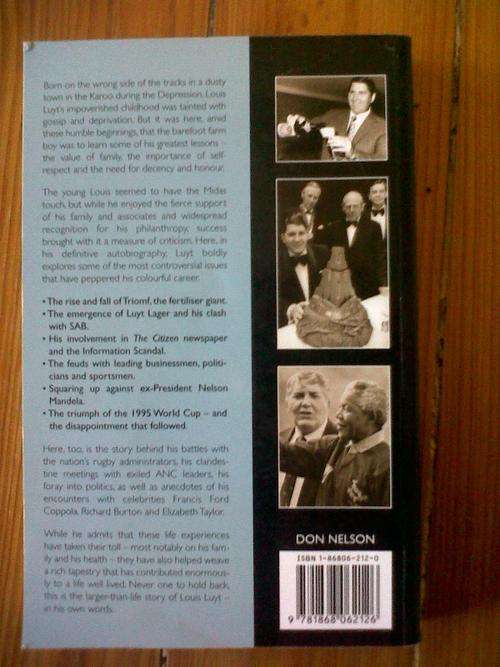 Born on the wrong side of the tracks in a dusty
town in the Karoo during the Depression, Louis
Luyt's impoverished childhood was tainted with
gossip and deprivation. But it was here, amid
these humble beginnings, that the barefoot farm
boy was to learn some of his greatest lessons –
the value of family, the importance of self-
respect and the need for decency and honour.
The young Louis seemed to have the Midas
touch, but while he enjoyed the fierce support
of his family and associates and widespread
recognition for his philanthropy, success
brought with it a measure of criticism. Here, in
his definitive autobiography, Luyt boldly
explores some of the most controversial issues
that have peppered his colourful career.
• The rise and fall of Triomf, the fertiliser giant.
• The emergence of Luyt Lager and his clash
with SAB.
• His involvement in The Citizen newspaper
and the Information Scandal.
• The feuds with leading businessmen, politi-
cians and sportsmen.
• Squaring up against ex-President Nelson
Mandela.
• The triumph of the 1995 World Cup – and
the disappointment that followed.
Here, too, is the story behind his battles with
the nation's rugby administrators, his clandes-
tine meetings with exiled ANC leaders, his
foray into politics, as well as anecdotes of his
encounters with celebrities Francis Ford
Coppola, Richard Burton and Elizabeth Taylor.
While he admits that these life experiences
have taken their toll – most notably on his fam-
ily and his health – they have also helped weave
a rich tapestry that has contributed enormous-
ly to a life well lived. Never one to hold back,
this is the larger-than-life story of Louis Luyt –
in his own words.
DON NELSON
ISBN 1-86806-212-0
9 781868 062126